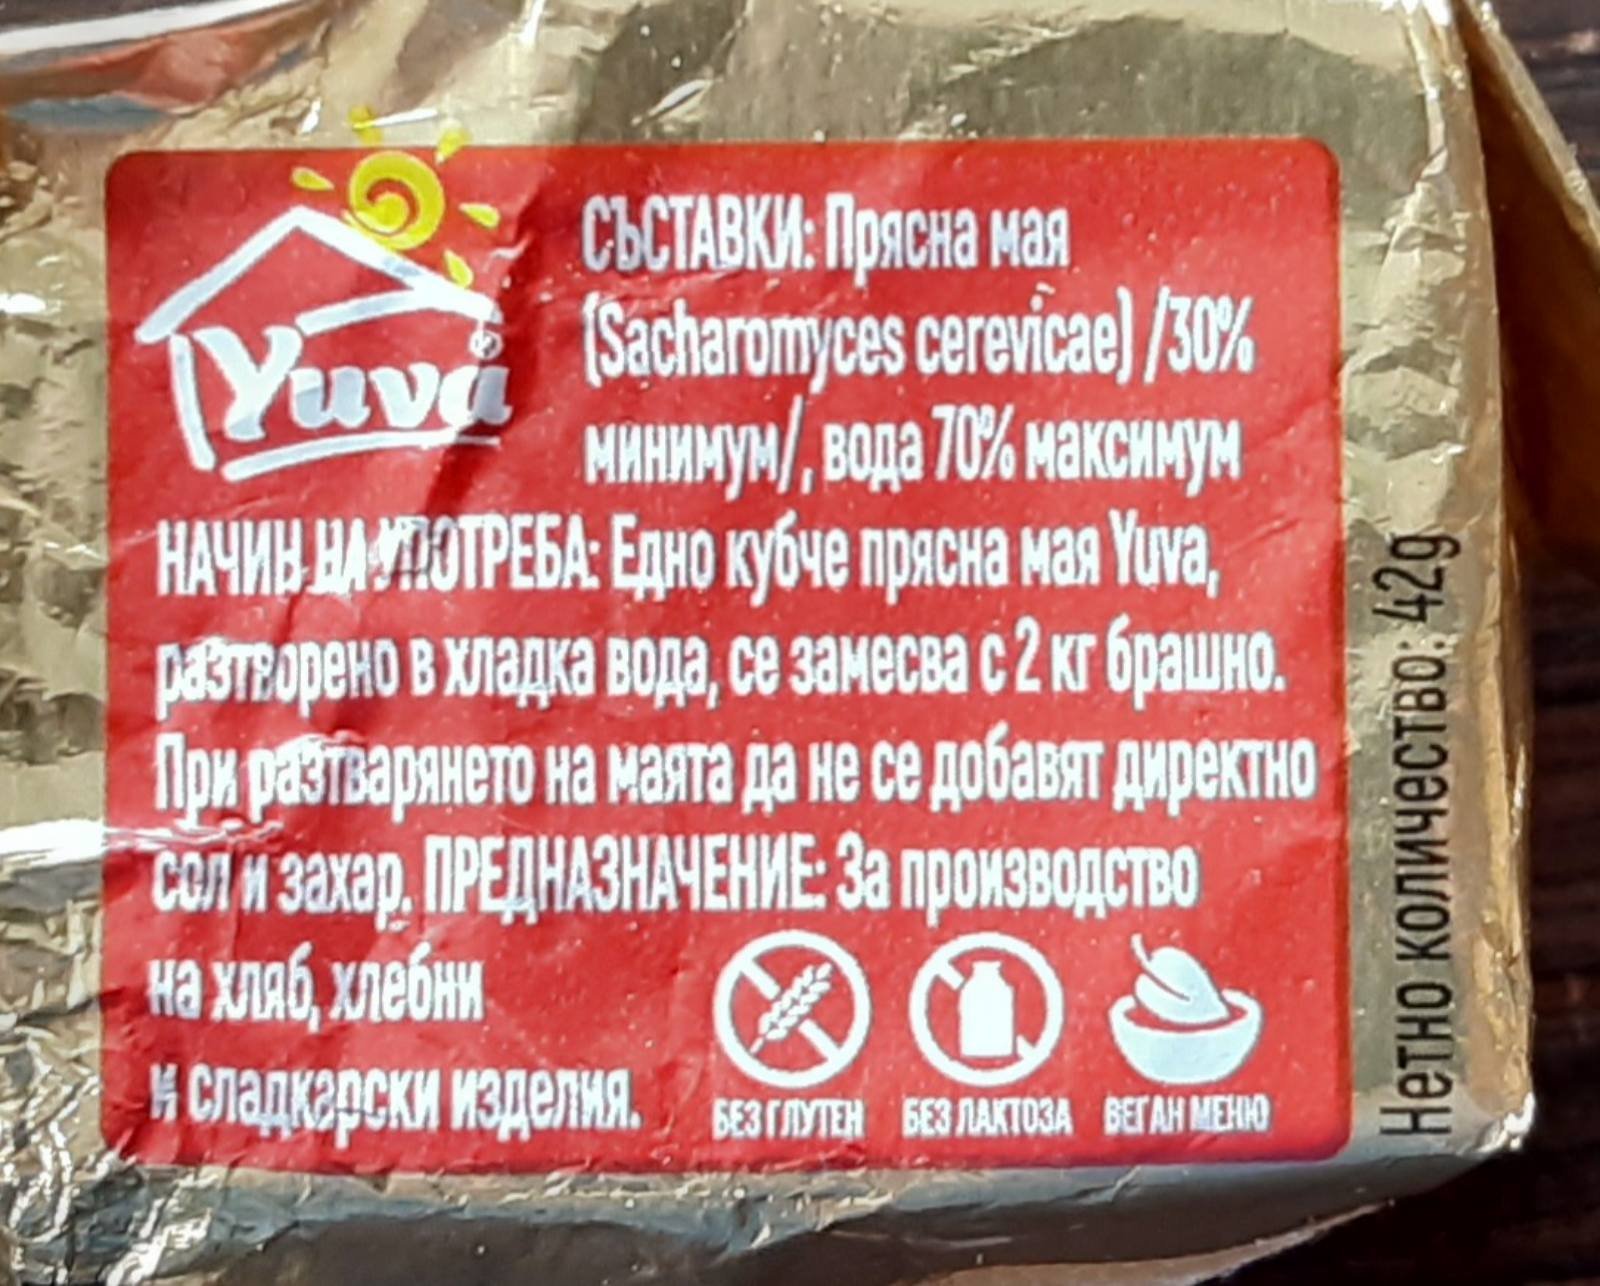 Yuva®
СЪСТАВКИ: Прясна мая
(Sacharomyces cerevicae) /30%
минимум/, вода 70% максимум
НАЧИН НА УПОТРЕБА: Едно кубче прясна мая Yuva,
разтворено в хладка вода, се замесва с 2 кг брашно.
При разтварянето на маята да не се добавят директно
сол и захар. ПРЕДНАЗНАЧЕНИЕ: За производство
на хляб, хлебни
и сладкарски изделия.
БЕЗ ГЛУТЕН БЕЗ ЛАКТОЗА ВЕГАН МЕНЮ
Нетно количество: 42g